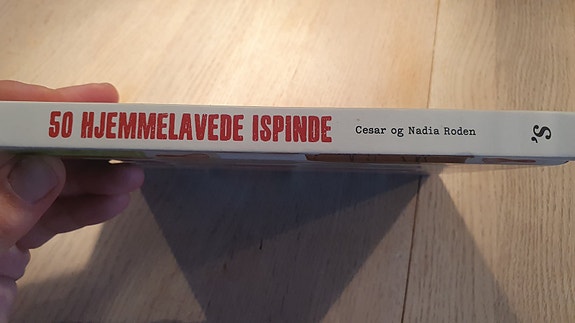 50 HJEMMELAVEDE ISPINDE Cesar og Nadia Roden S'